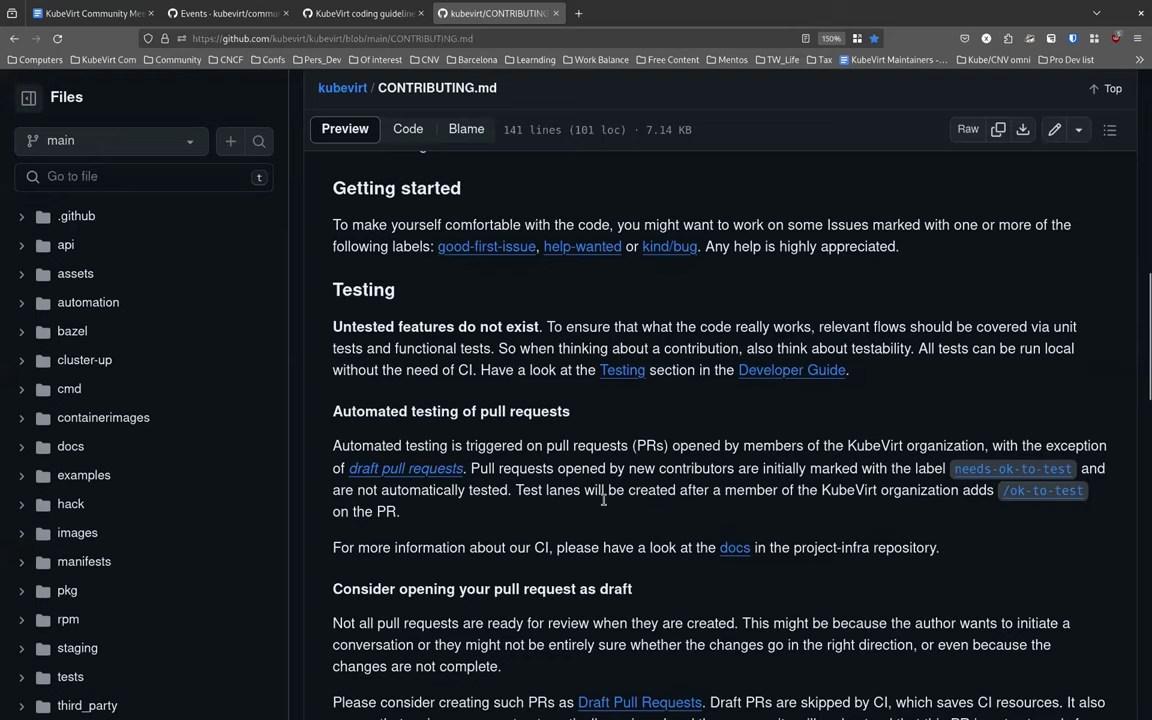 KubeVirt Community Me
Events · kubevirt/commu
KubeVirt coding guideline
kubevirt/CONTRIBUTING.m
https://github.com/kubevirt/kubevirt/blob/main/CONTRIBUTING.md
150%
Computers
KubeVirt Com
Community
CNCF
Confs
Pers_Dev
Of interest
CNV
Barcelona
Learnding
Work Balance
Free Content
Mentos
TW_Life
Tax
KubeVirt Maintainers -...
Kube/CNV omni
Pro Dev list
Files
main
Go to file
t
.github
api
assets
automation
bazel
cluster-up
cmd
containerimages
docs
examples
hack
images
manifests
pkg
rpm
staging
tests
third_party
kubevirt / CONTRIBUTING.md
Top
Preview
Code
Blame
141 lines (101 loc) · 7.14 KB
Raw
Getting started
To make yourself comfortable with the code, you might want to work on some Issues marked with one or more of the
following labels: good-first-issue, help-wanted or kind/bug. Any help is highly appreciated.
Testing
Untested features do not exist. To ensure that what the code really works, relevant flows should be covered via unit
tests and functional tests. So when thinking about a contribution, also think about testability. All tests can be run local
without the need of CI. Have a look at the Testing section in the Developer Guide.
Automated testing of pull requests
Automated testing is triggered on pull requests (PRs) opened by members of the KubeVirt organization, with the exception
of draft pull requests. Pull requests opened by new contributors are initially marked with the label needs-ok-to-test and
are not automatically tested. Test lanes will be created after a member of the KubeVirt organization adds /ok-to-test
on the PR.
For more information about our CI, please have a look at the docs in the project-infra repository.
Consider opening your pull request as draft
Not all pull requests are ready for review when they are created. This might be because the author wants to initiate a
conversation or they might not be entirely sure whether the changes go in the right direction, or even because the
changes are not complete.
Please consider creating such PRs as Draft Pull Requests. Draft PRs are skipped by CI, which saves CI resources. It also